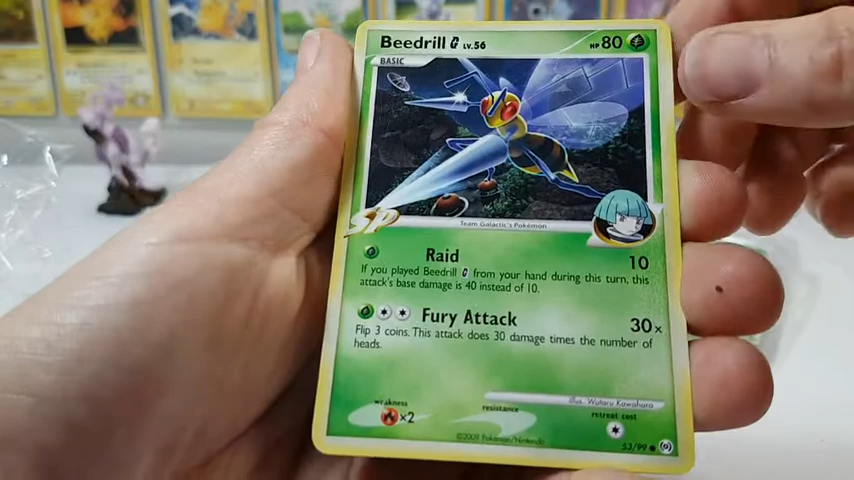 Beedrill G LV.56 HP 80
BASIC
SP
Team Galactic's Pokémon
Raid 10
If you played Beedrill G from your hand during this turn, this
attack's base damage is 40 instead of 10.
Fury Attack 30×
Flip 3 coins. This attack does 30 damage times the number of
heads.
Illus. Wataru Kawahara
weakness resistance retreat cost
×2
©2009 Pokémon/Nintendo 53/99